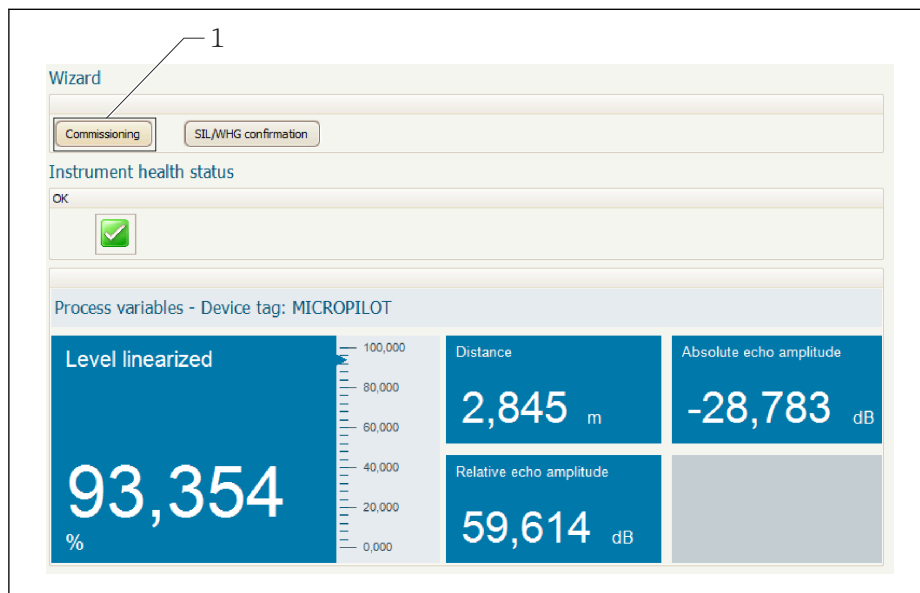 1
Wizard
Commissioning
SIL/WHG confirmation
Instrument health status
OK
Process variables - Device tag: MICROPILOT
Level linearized
93,354
%
100,000
80,000
60,000
40,000
20,000
0,000
Distance
2,845 m
Absolute echo amplitude
-28,783 dB
Relative echo amplitude
59,614 dB